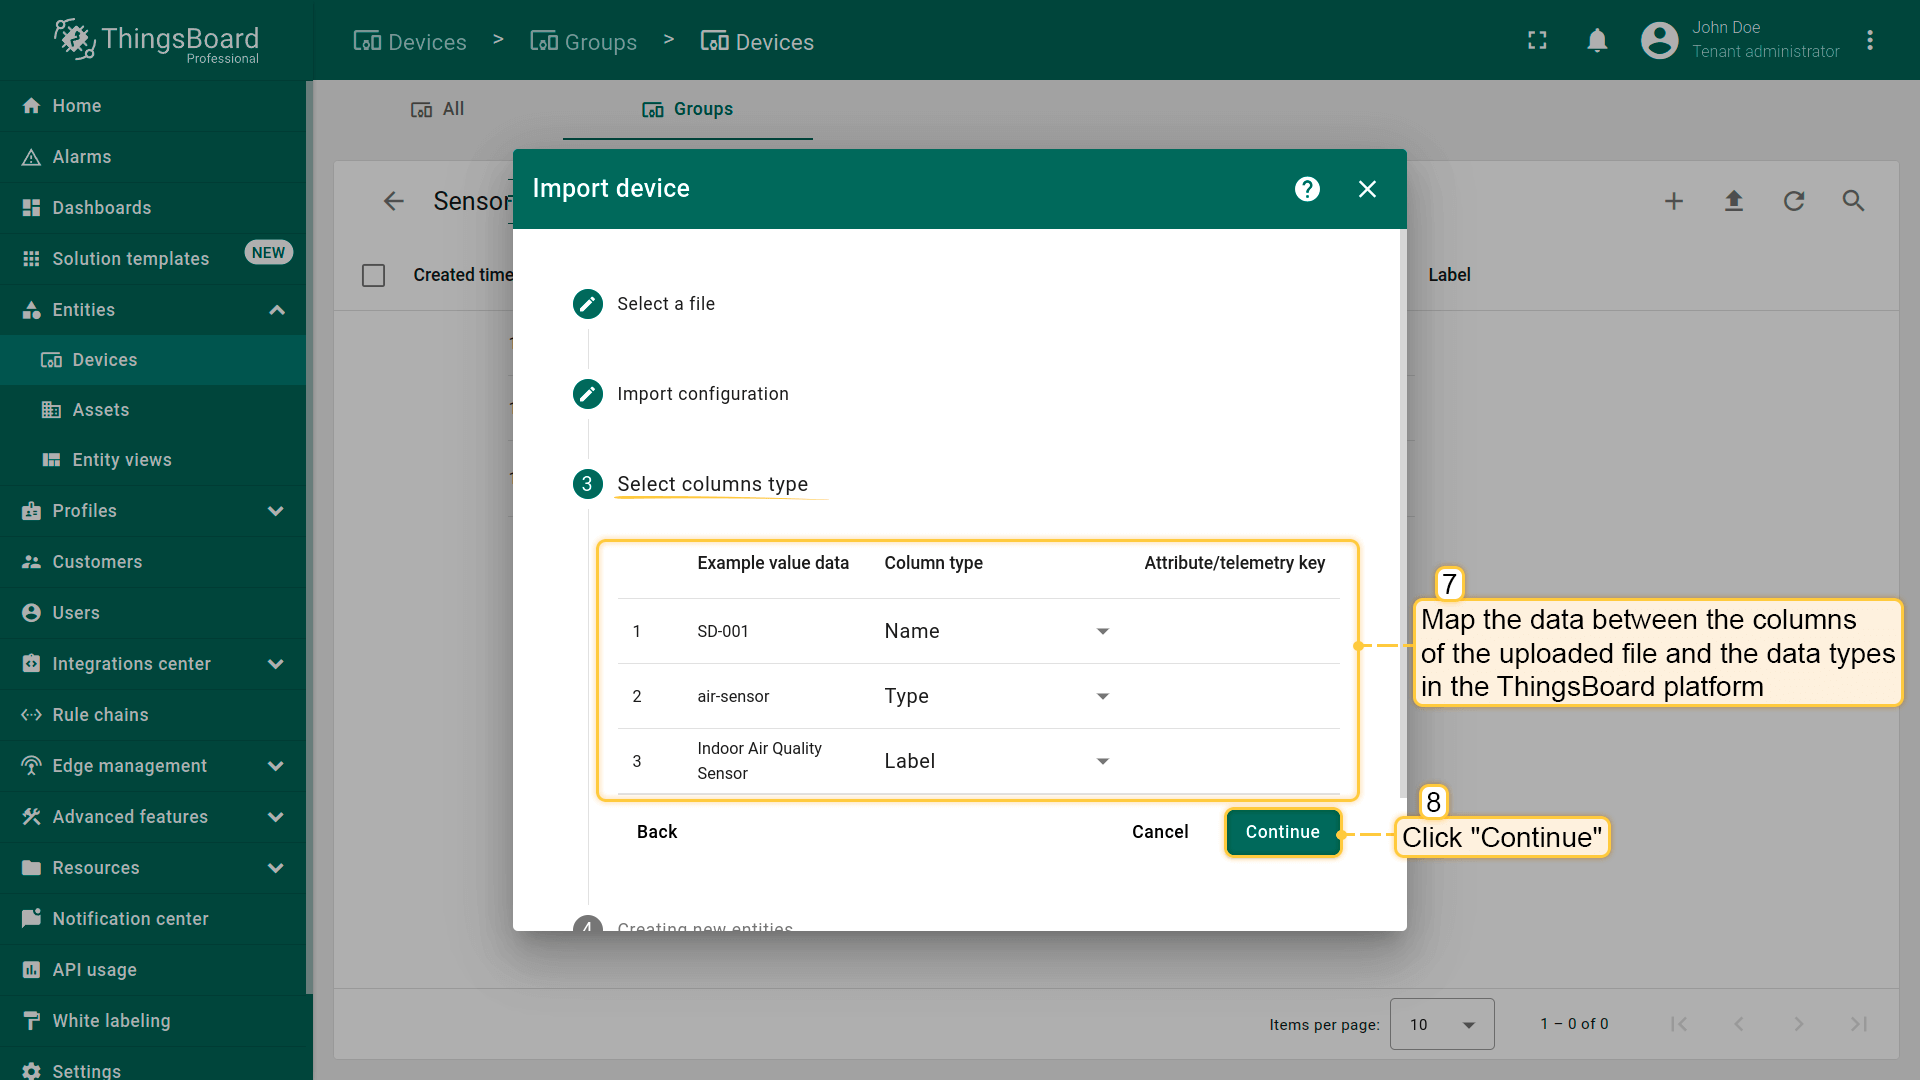 ThingsBoard
Professional
Devices > Groups > Devices
John Doe
Tenant administrator
Home
Alarms
Dashboards
Solution templates NEW
Entities
Devices
Assets
Entity views
Profiles
Customers
Users
Integrations center
Rule chains
Edge management
Advanced features
Resources
Notification center
API usage
White labeling
Settings
All
Groups
Sensor
Created time
Label
Import device
Select a file
Import configuration
3 Select columns type
Example value data Column type Attribute/telemetry key
1 SD-001 Name
2 air-sensor Type
3 Indoor Air Quality Sensor Label
Back Cancel Continue
4 Creating new entities
7
Map the data between the columns
of the uploaded file and the data types
in the ThingsBoard platform
8
Click "Continue"
Items per page: 10 1 – 0 of 0